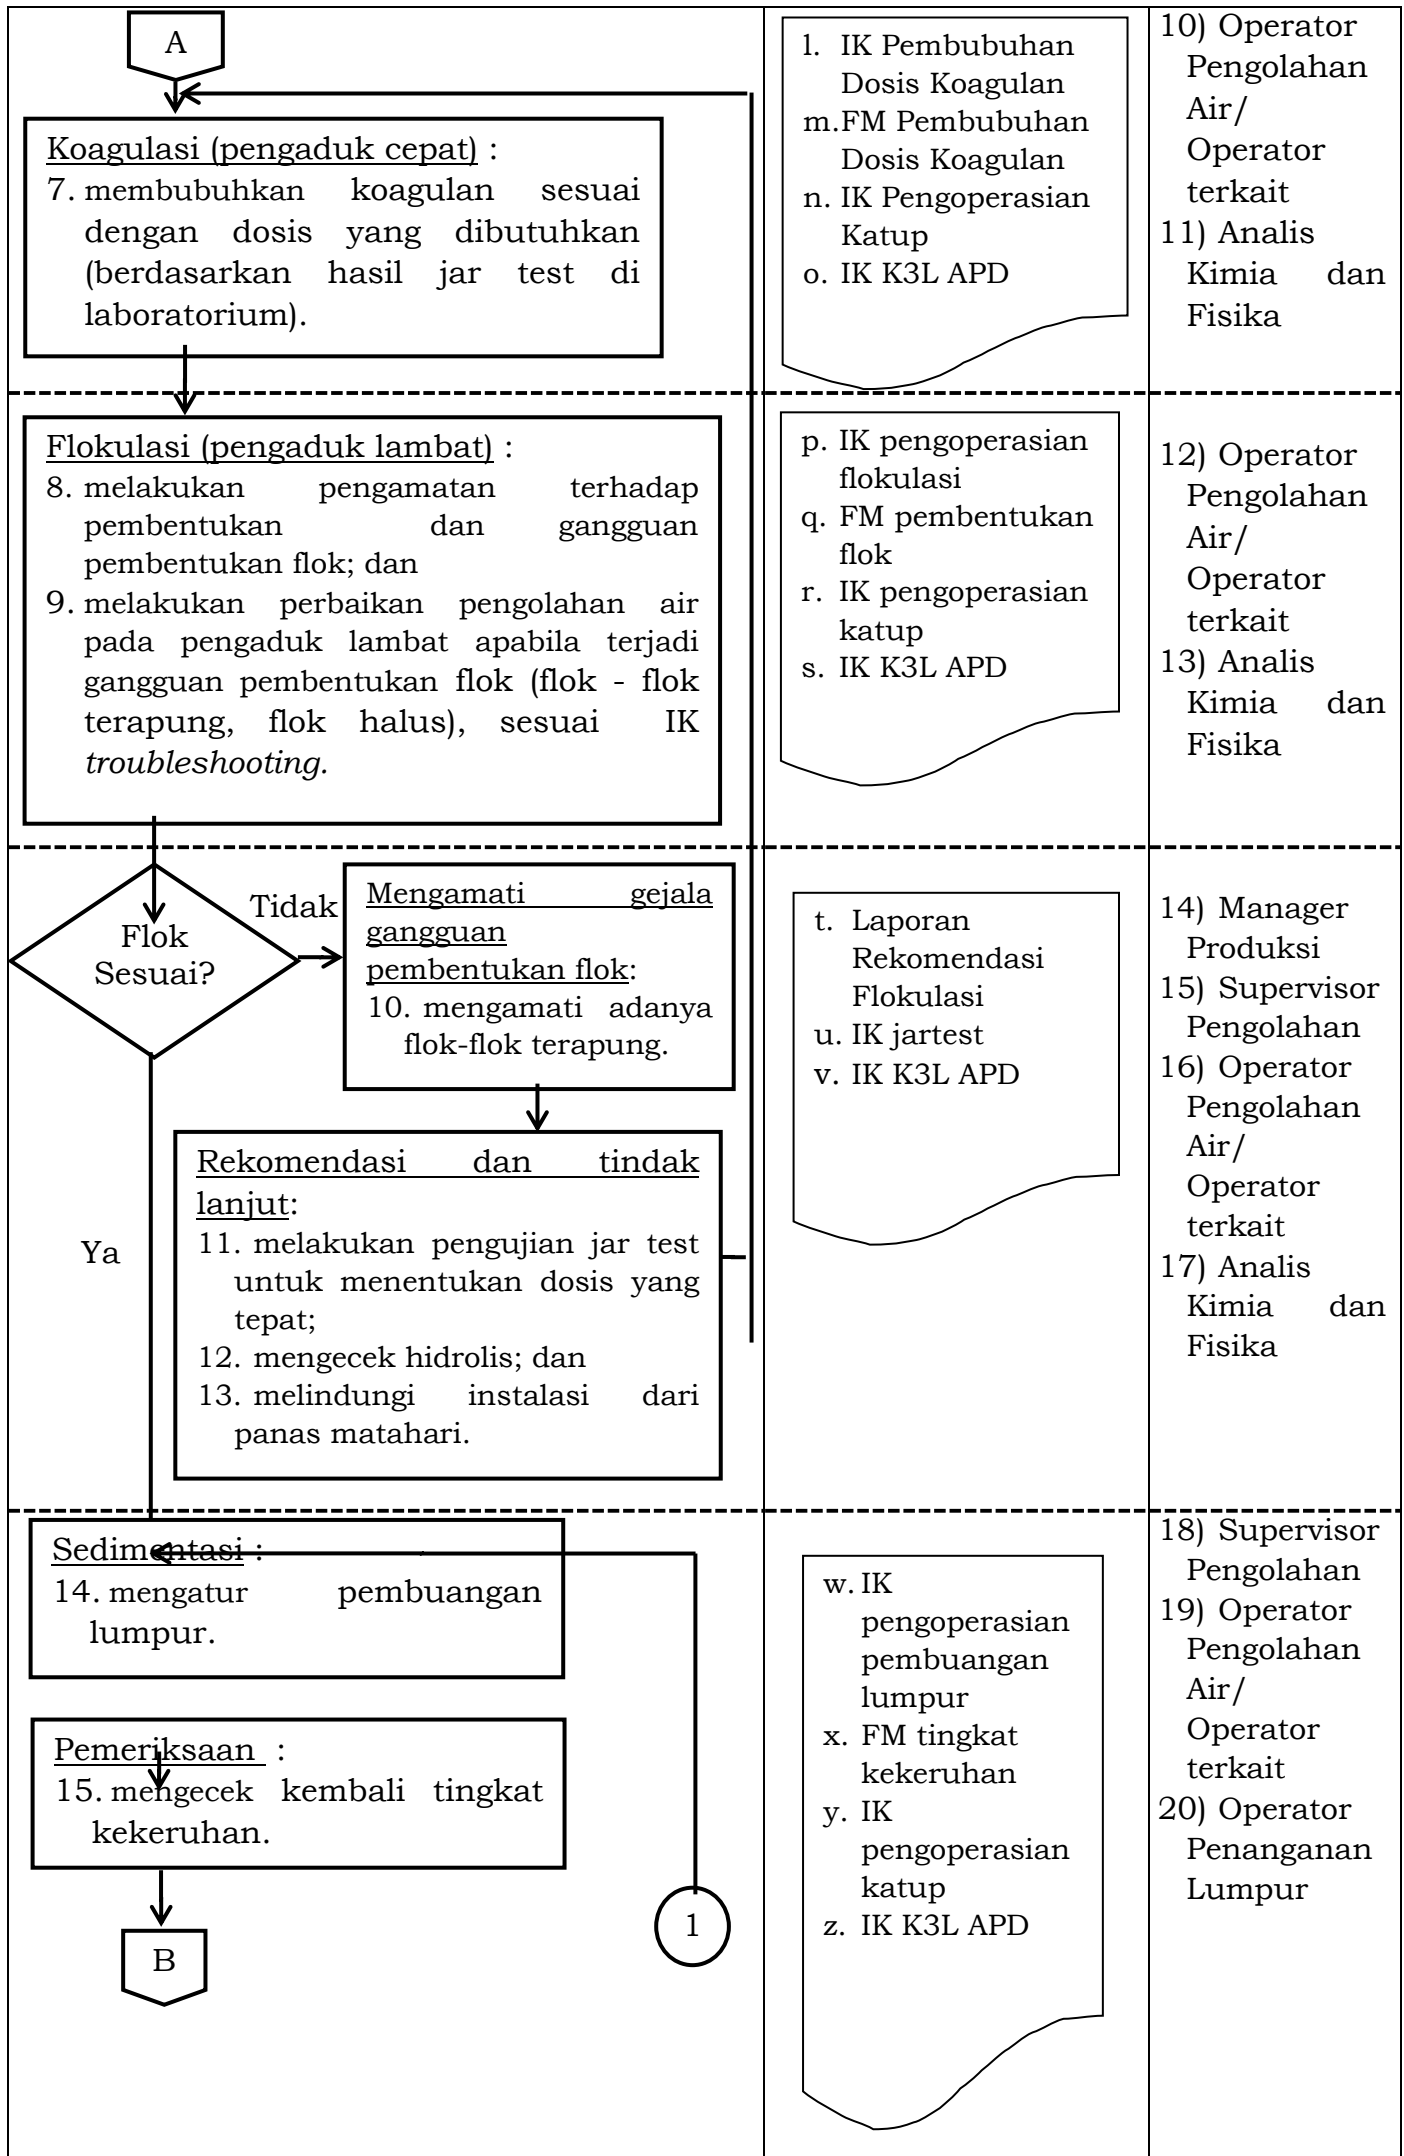 A
Koagulasi (pengaduk cepat) :
7. membubuhkan koagulan sesuai
dengan dosis yang dibutuhkan
(berdasarkan hasil jar test di
laboratorium).
l. IK Pembubuhan
Dosis Koagulan
m.FM Pembubuhan
Dosis Koagulan
n. IK Pengoperasian
Katup
o. IK K3L APD
10) Operator
Pengolahan
Air/
Operator
terkait
11) Analis
Kimia dan
Fisika
Flokulasi (pengaduk lambat) :
8. melakukan pengamatan terhadap
pembentukan dan gangguan
pembentukan flok; dan
9. melakukan perbaikan pengolahan air
pada pengaduk lambat apabila terjadi
gangguan pembentukan flok (flok - flok
terapung, flok halus), sesuai IK
troubleshooting.
p. IK pengoperasian
flokulasi
q. FM pembentukan
flok
r. IK pengoperasian
katup
s. IK K3L APD
12) Operator
Pengolahan
Air/
Operator
terkait
13) Analis
Kimia dan
Fisika
Flok
Sesuai?
Tidak
Mengamati gejala
gangguan
pembentukan flok:
10. mengamati adanya
flok-flok terapung.
Rekomendasi dan tindak
lanjut:
11. melakukan pengujian jar test
untuk menentukan dosis yang
tepat;
12. mengecek hidrolis; dan
13. melindungi instalasi dari
panas matahari.
Ya
t. Laporan
Rekomendasi
Flokulasi
u. IK jartest
v. IK K3L APD
14) Manager
Produksi
15) Supervisor
Pengolahan
16) Operator
Pengolahan
Air/
Operator
terkait
17) Analis
Kimia dan
Fisika
Sedimentasi :
14. mengatur pembuangan
lumpur.
Pemeriksaan :
15. mengecek kembali tingkat
kekeruhan.
B
1
w. IK
pengoperasian
pembuangan
lumpur
x. FM tingkat
kekeruhan
y. IK
pengoperasian
katup
z. IK K3L APD
18) Supervisor
Pengolahan
19) Operator
Pengolahan
Air/
Operator
terkait
20) Operator
Penanganan
Lumpur